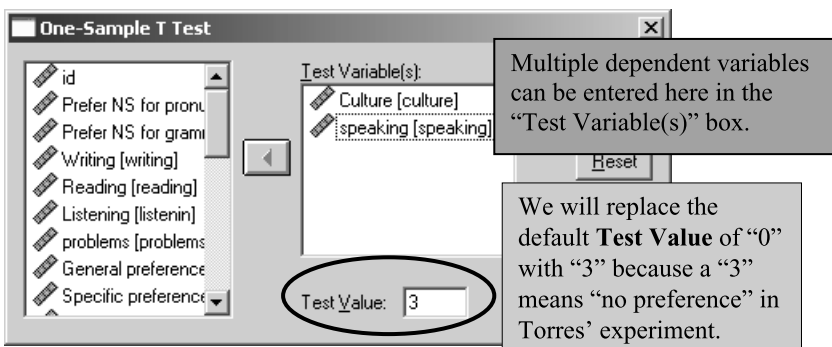 One-Sample T Test
id
Prefer NS for pronu
Prefer NS for gramı
Writing [writing]
Reading [reading]
Listening [listenin]
problems [problems
General preference
Specific preference
Test Variable(s):
Culture [culture]
speaking [speaking]
Test Value: 3
Reset
Multiple dependent variables
can be entered here in the
“Test Variable(s)” box.
We will replace the
default Test Value of “0”
with “3” because a “3”
means “no preference” in
Torres’ experiment.